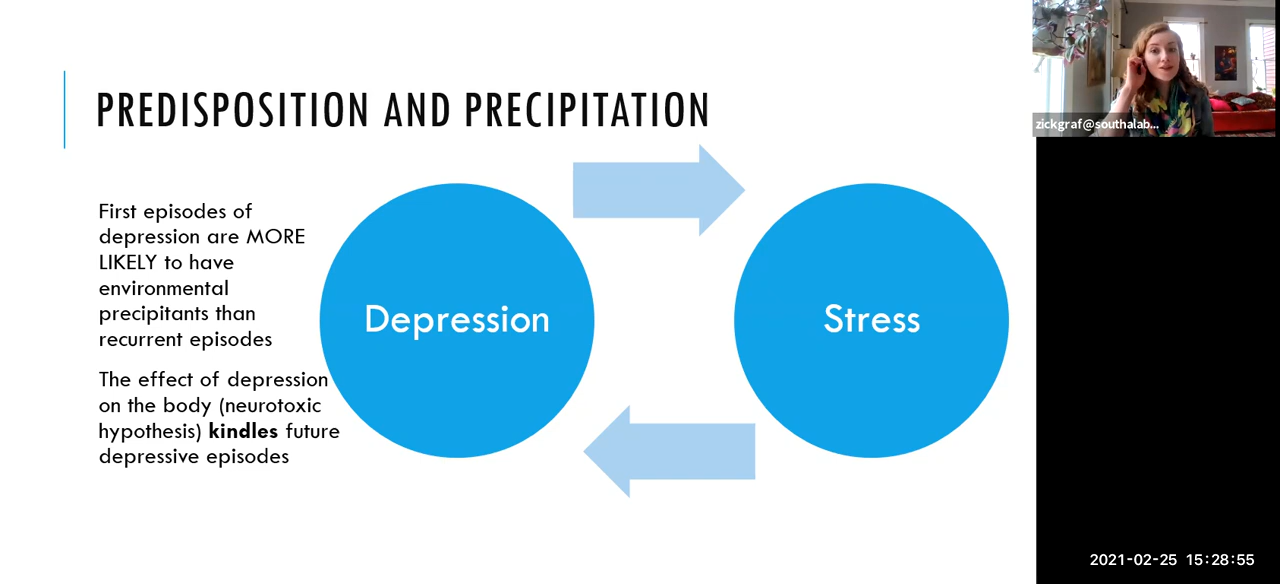 PREDISPOSITION AND PRECIPITATION
First episodes of
depression are MORE
LIKELY to have
environmental
precipitants than
recurrent episodes
The effect of depression
on the body (neurotoxic
hypothesis) kindles future
depressive episodes
Depression
Stress
zickgraf@southalab...
2021-02-25 15:28:55